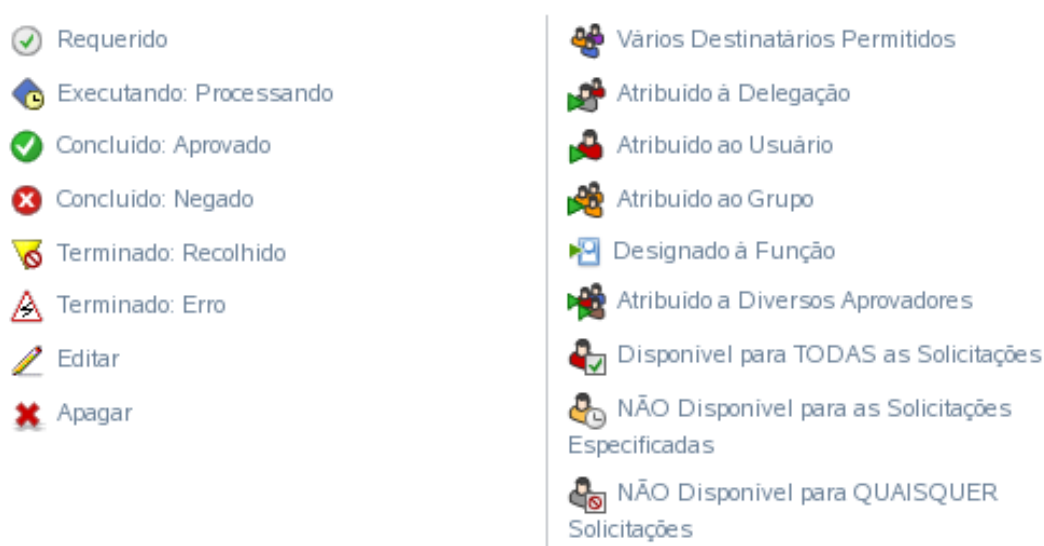 Requerido
Executando: Processando
Concluído: Aprovado
Concluído: Negado
Terminado: Recolhido
Terminado: Erro
Editar
Apagar
Vários Destinatários Permitidos
Atribuído à Delegação
Atribuído ao Usuário
Atribuído ao Grupo
Designado à Função
Atribuído a Diversos Aprovadores
Disponível para TODAS as Solicitações
NÃO Disponível para as Solicitações
Especificadas
NÃO Disponível para QUAISQUER
Solicitações